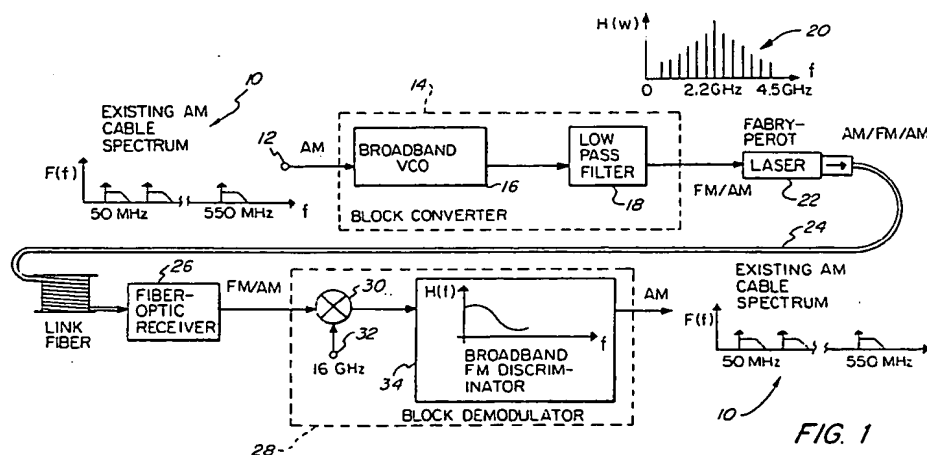 H(w)
20
0
2.2GHz
4.5GHz
f
10
EXISTING AM
CABLE
SPECTRUM
F(f)
50 MHz
550 MHz
f
14
12
AM
BROADBAND
VCO
16
LOW
PASS
FILTER
18
BLOCK CONVERTER
FM/AM
FABRY-
PEROT
LASER
22
AM/FM/AM
24
LINK
FIBER
26
FIBER-
OPTIC
RECEIVER
FM/AM
30
32
16 GHz
34
H(f)
f
BROADBAND
FM DISCRIM-
INATOR
BLOCK DEMODULATOR
28
AM
EXISTING AM
CABLE
SPECTRUM
F(f)
50 MHz
550 MHz
10
FIG. 1